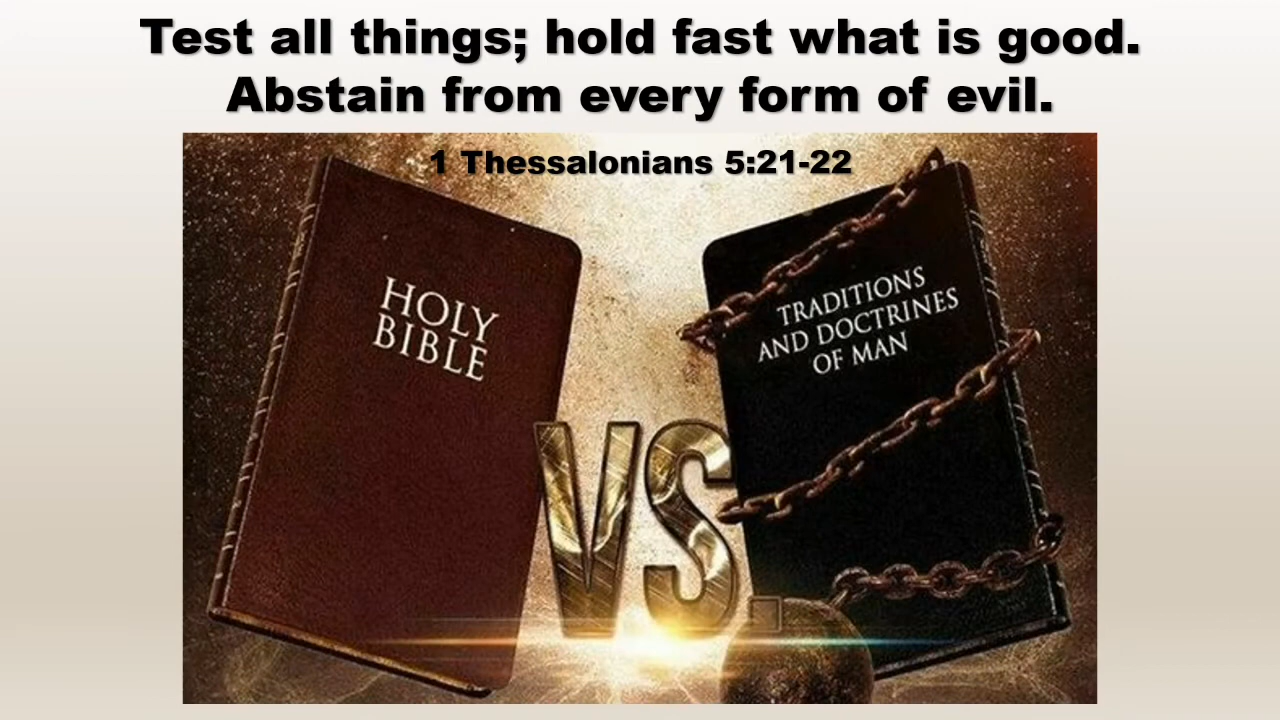 Test all things; hold fast what is good.
Abstain from every form of evil.
1 Thessalonians 5:21-22
HOLY
BIBLE
VS.
TRADITIONS
AND DOCTRINES
OF MAN